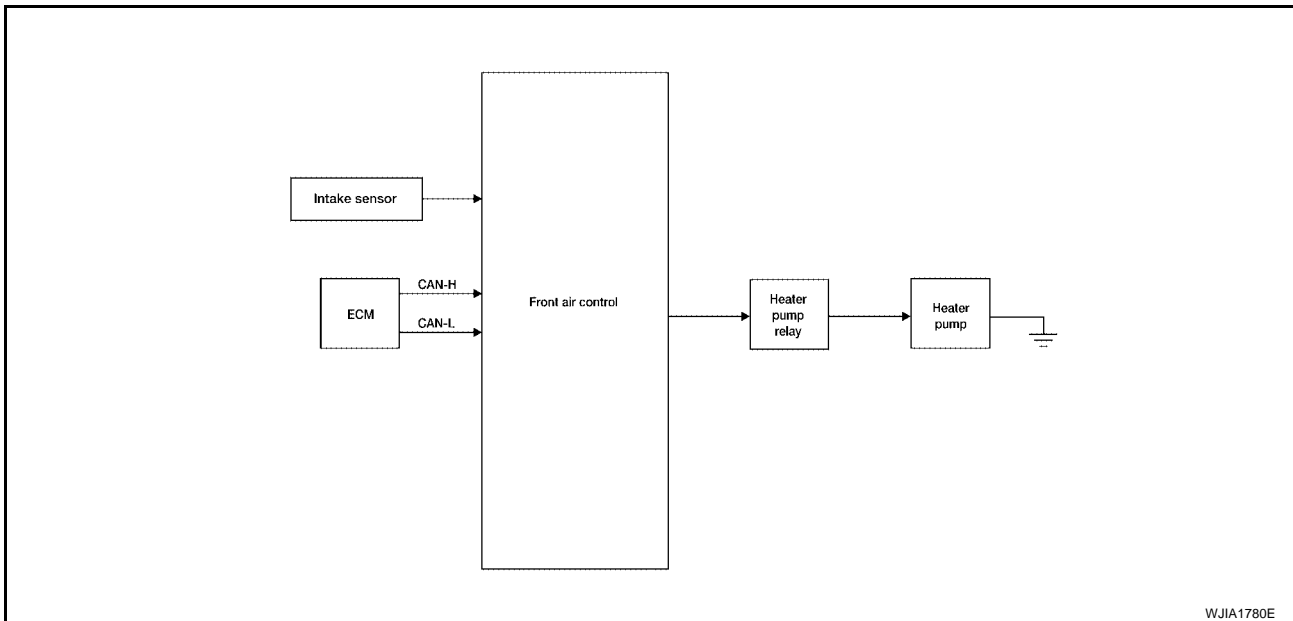 Intake sensor
ECM
CAN-H
CAN-L
Front air control
Heater
pump
relay
Heater
pump
WJIA1780E